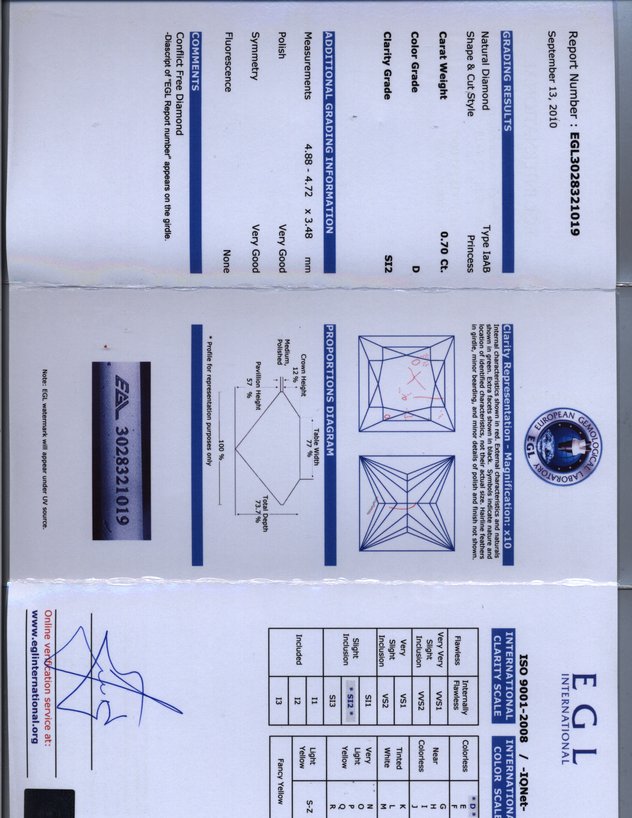 Report Number : EGL3028321019
September 13, 2010
GRADING RESULTS
Natural Diamond Type IaAB
Shape & Cut Style Princess
Carat Weight 0.70 Ct.
Color Grade D
Clarity Grade SI2
ADDITIONAL GRADING INFORMATION
Measurements 4.88 - 4.72 x 3.48 mm
Polish Very Good
Symmetry Very Good
Fluorescence None
COMMENTS
Conflict Free Diamond
-Diascript of "EGL Report number" appears on the girdle.
EUROPEAN GEMOLOGICAL LABORATORY
EGL
Clarity Representation - Magnification: x10
Internal characteristics shown in red. External characteristics and naturals
shown in green. Extra facets shown in black. Symbols indicate nature and
location of identified characteristics, not their actual size. Hairline feathers
in girdle, minor bearding, and minor details of polish and finish not shown.
PROPORTIONS DIAGRAM
Table Width
77 %
Crown Height
12 %
Medium,
Polished
Pavillion Height
57 %
Total Depth
73.7 %
100 %
* Profile for representation purposes only
EGL 3028321019
Note: EGL watermark will appear under UV source.
EGL
INTERNATIONAL
ISO 9001-2008 / -IQNet-
INTERNATIONAL
CLARITY SCALE
Flawless
Internally
Flawless
Very Very
Slight
Inclusion
VVS1
VVS2
Very
Slight
Inclusion
VS1
VS2
Slight
Inclusion
SI1
* SI2 *
SI3
Included
I1
I2
I3
INTERNATIONA
COLOR SCALE
Colorless
* D *
E
F
Near
Colorless
G
H
I
J
Tinted
White
K
L
M
Very
Light
Yellow
N
O
P
Q
R
Light
Yellow
S-Z
Fancy Yellow
Online verification service at:
www.eglinternational.org